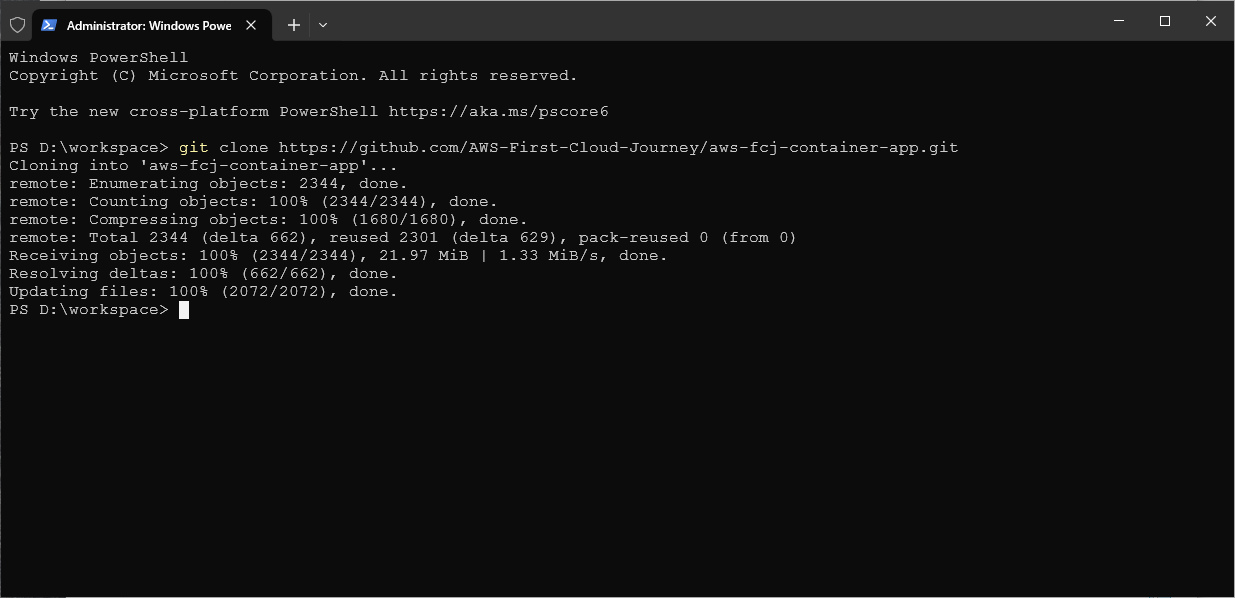 Administrator: Windows Powe
Windows PowerShell
Copyright (C) Microsoft Corporation. All rights reserved.
Try the new cross-platform PowerShell https://aka.ms/pscore6
PS D:\workspace> git clone https://github.com/AWS-First-Cloud-Journey/aws-fcj-container-app.git
Cloning into 'aws-fcj-container-app'...
remote: Enumerating objects: 2344, done.
remote: Counting objects: 100% (2344/2344), done.
remote: Compressing objects: 100% (1680/1680), done.
remote: Total 2344 (delta 662), reused 2301 (delta 629), pack-reused 0 (from 0)
Receiving objects: 100% (2344/2344), 21.97 MiB | 1.33 MiB/s, done.
Resolving deltas: 100% (662/662), done.
Updating files: 100% (2072/2072), done.
PS D:\workspace>